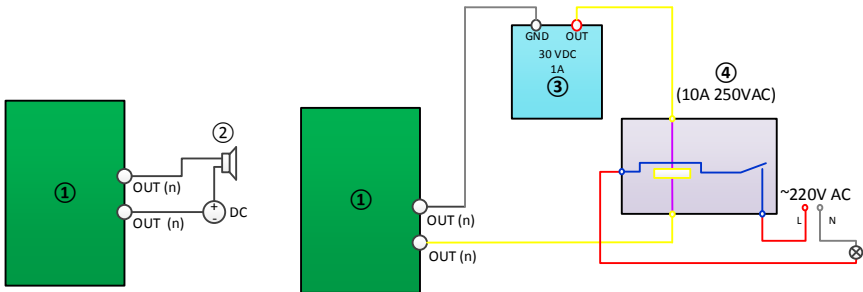 ①
OUT (n)
OUT (n)
②
+
-
DC
①
OUT (n)
OUT (n)
GND OUT
30 VDC
1A
③
④
(10A 250VAC)
~220V AC
L N